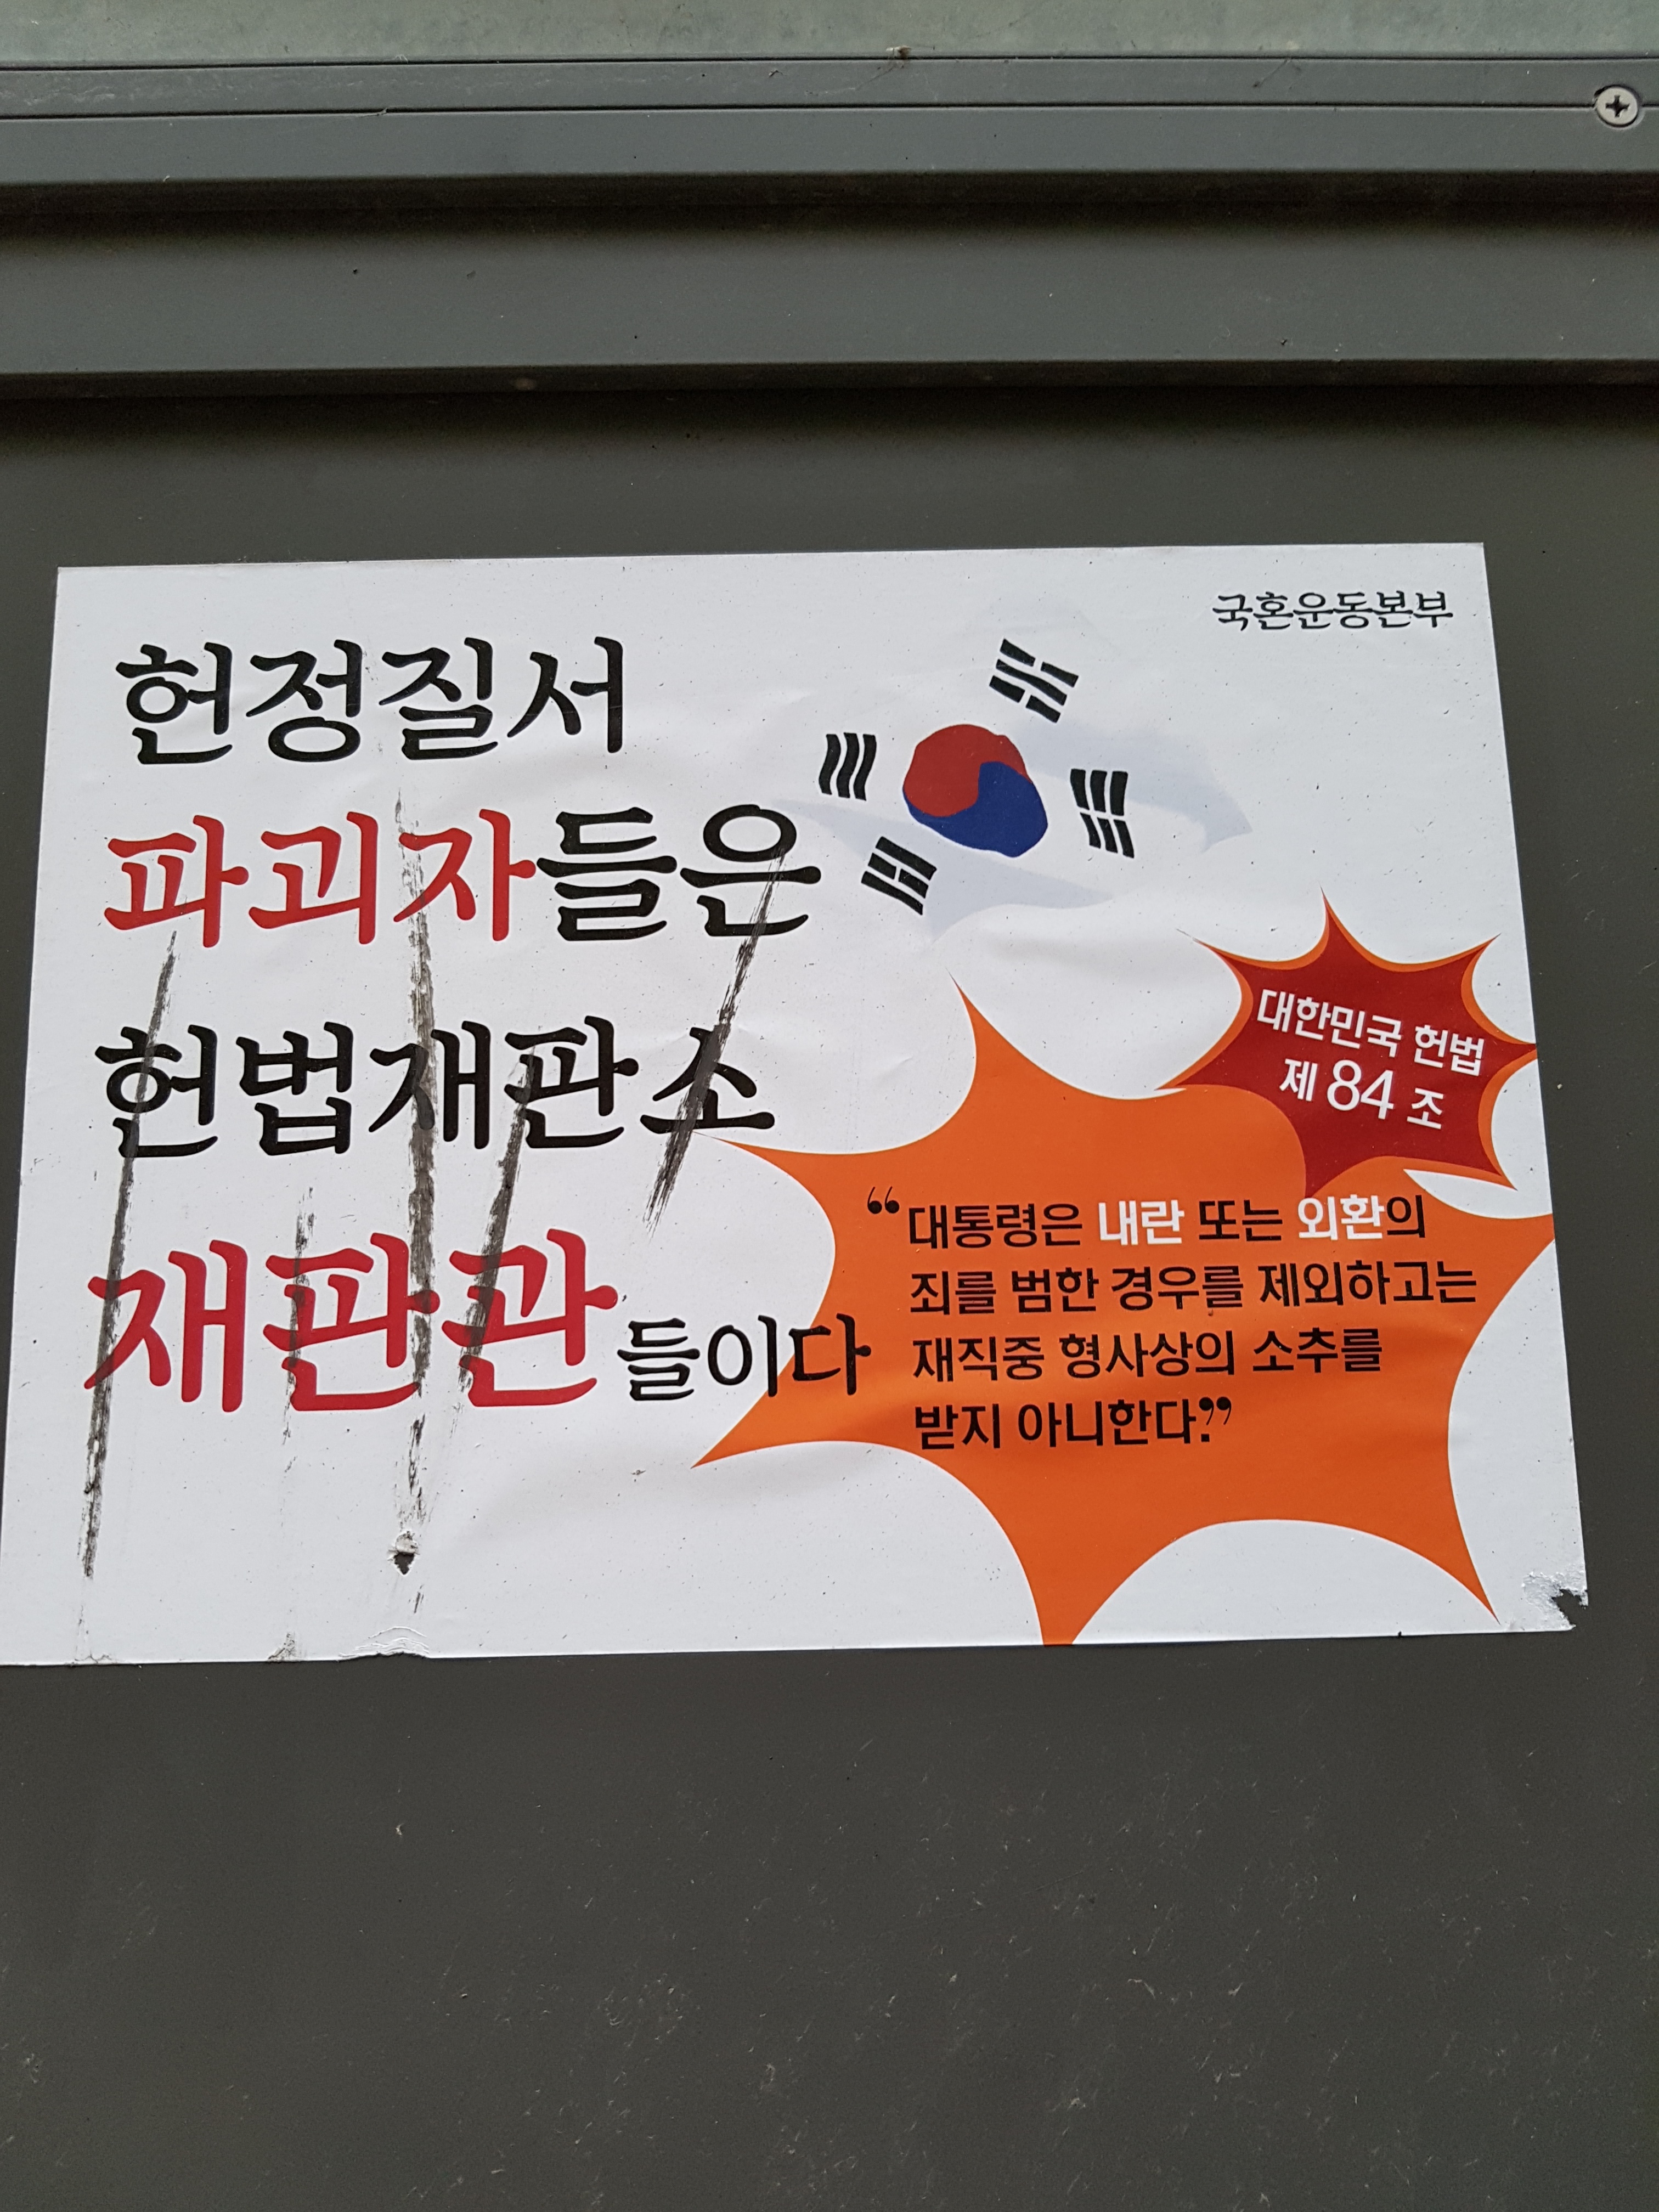 국혼운동본부
헌정질서
파괴자들은
헌법재판소
재판관들이다
대한민국 헌법
제 84 조
“대통령은 내란 또는 외환의
죄를 범한 경우를 제외하고는
재직중 형사상의 소추를
받지 아니한다.”